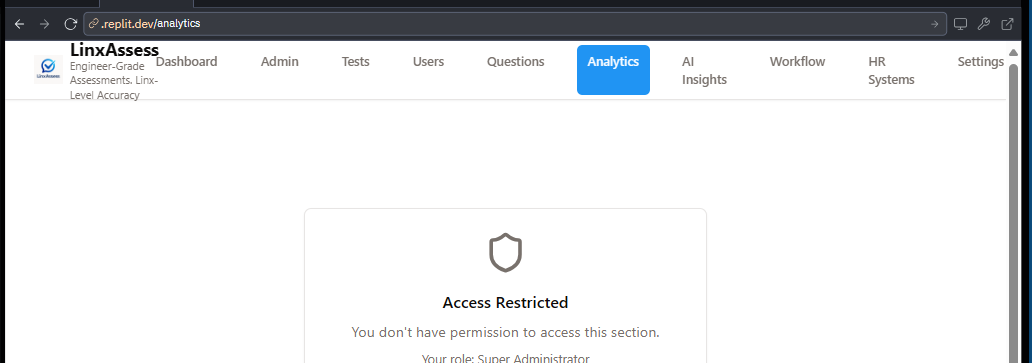 .replit.dev/analytics
LinxAssess
Engineer-Grade
Assessments. Linx-
Level Accuracy
Dashboard
Admin
Tests
Users
Questions
Analytics
AI
Insights
Workflow
HR
Systems
Settings
LinxAssess
Access Restricted
You don't have permission to access this section.
Your role: Super Administrator